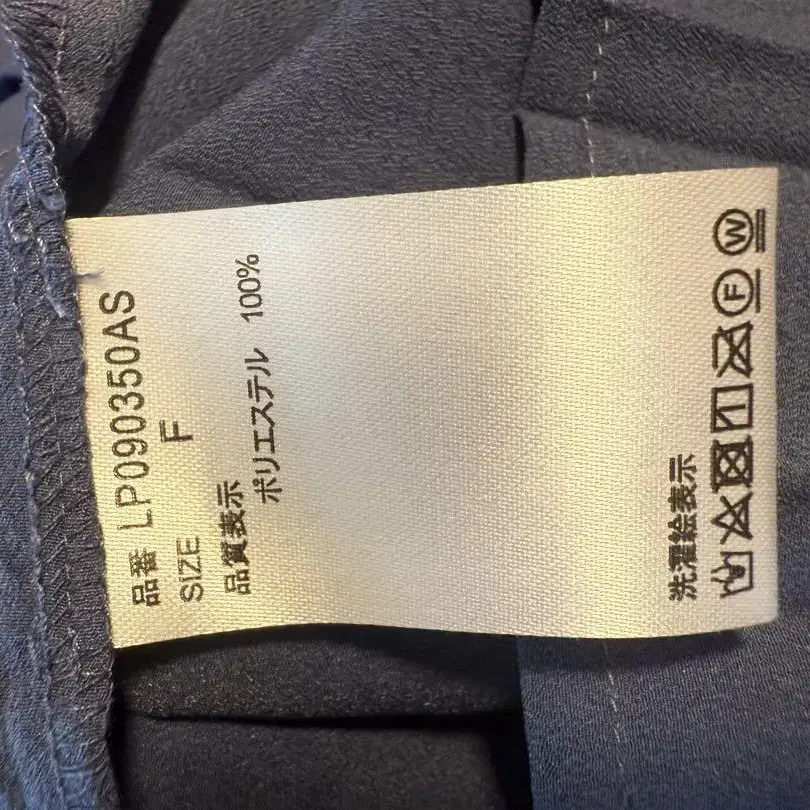 品番 LP090350AS
SIZE F
品質表示
ポリエステル 100%
洗濯絵表示
F W